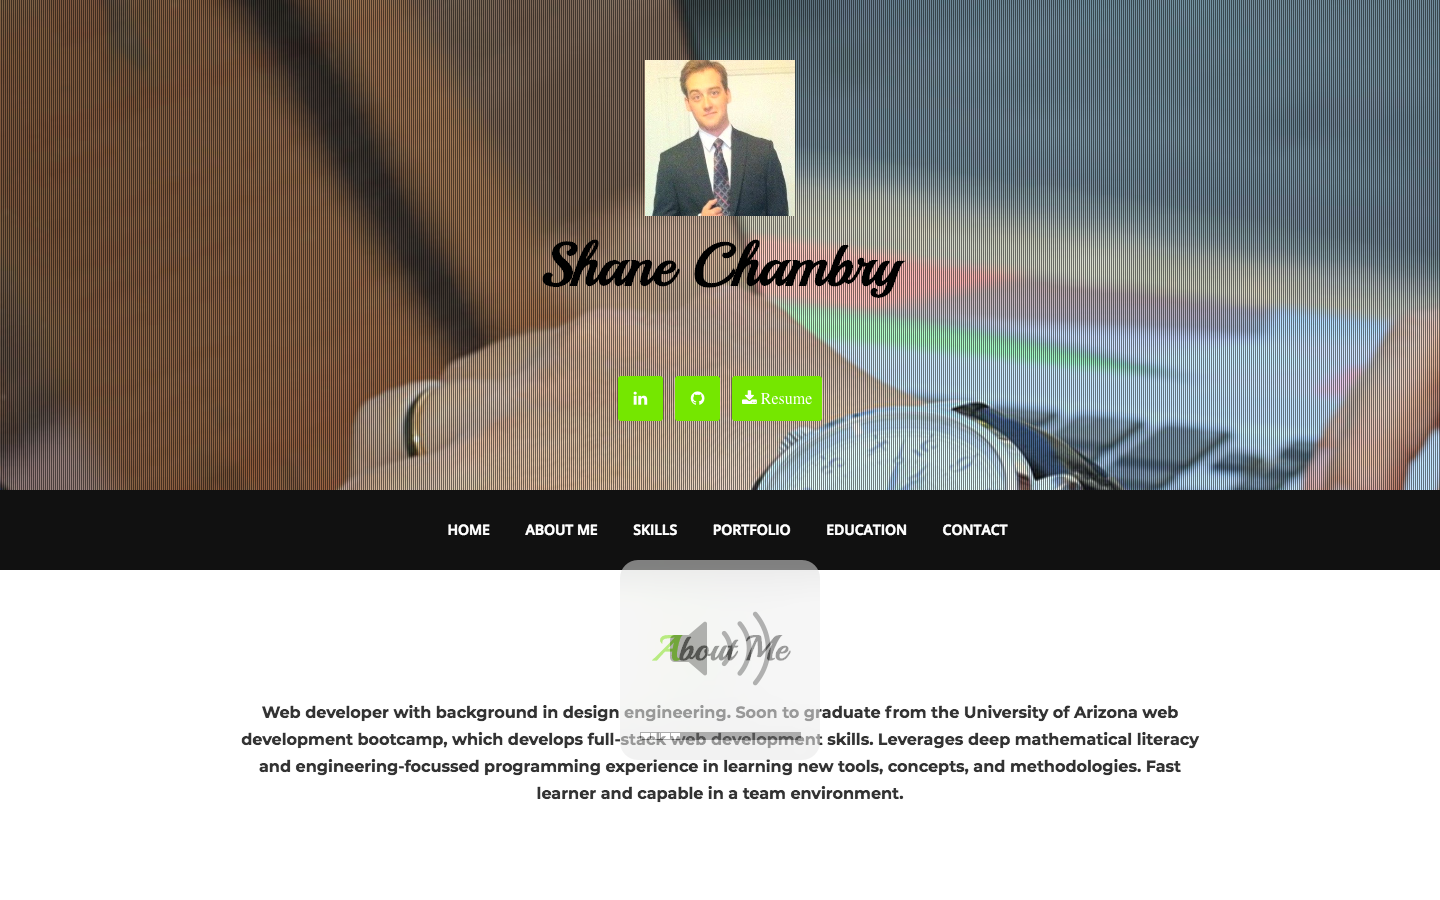 Shane Chambry
in
Resume
HOME ABOUT ME SKILLS PORTFOLIO EDUCATION CONTACT
About Me
Web developer with background in design engineering. Soon to graduate from the University of Arizona web
development bootcamp, which develops full-stack web development skills. Leverages deep mathematical literacy
and engineering-focussed programming experience in learning new tools, concepts, and methodologies. Fast
learner and capable in a team environment.